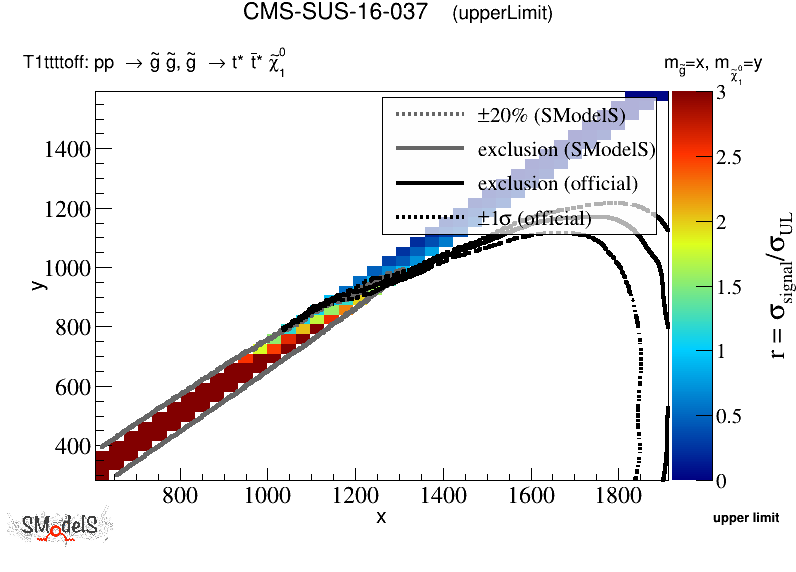 CMS-SUS-16-037 (upperLimit)
T1ttttoff: pp → g̃ g̃, g̃ → t* t̄* χ̃₁⁰
m_g̃=x, m_χ̃₁⁰=y
±20% (SModelS)
exclusion (SModelS)
exclusion (official)
±1σ (official)
1400
1200
1000
800
600
400
y
800 1000 1200 1400 1600 1800
x
3
2.5
2
1.5
1
0.5
0
r = σ_signal/σ_UL
upper limit
SModelS